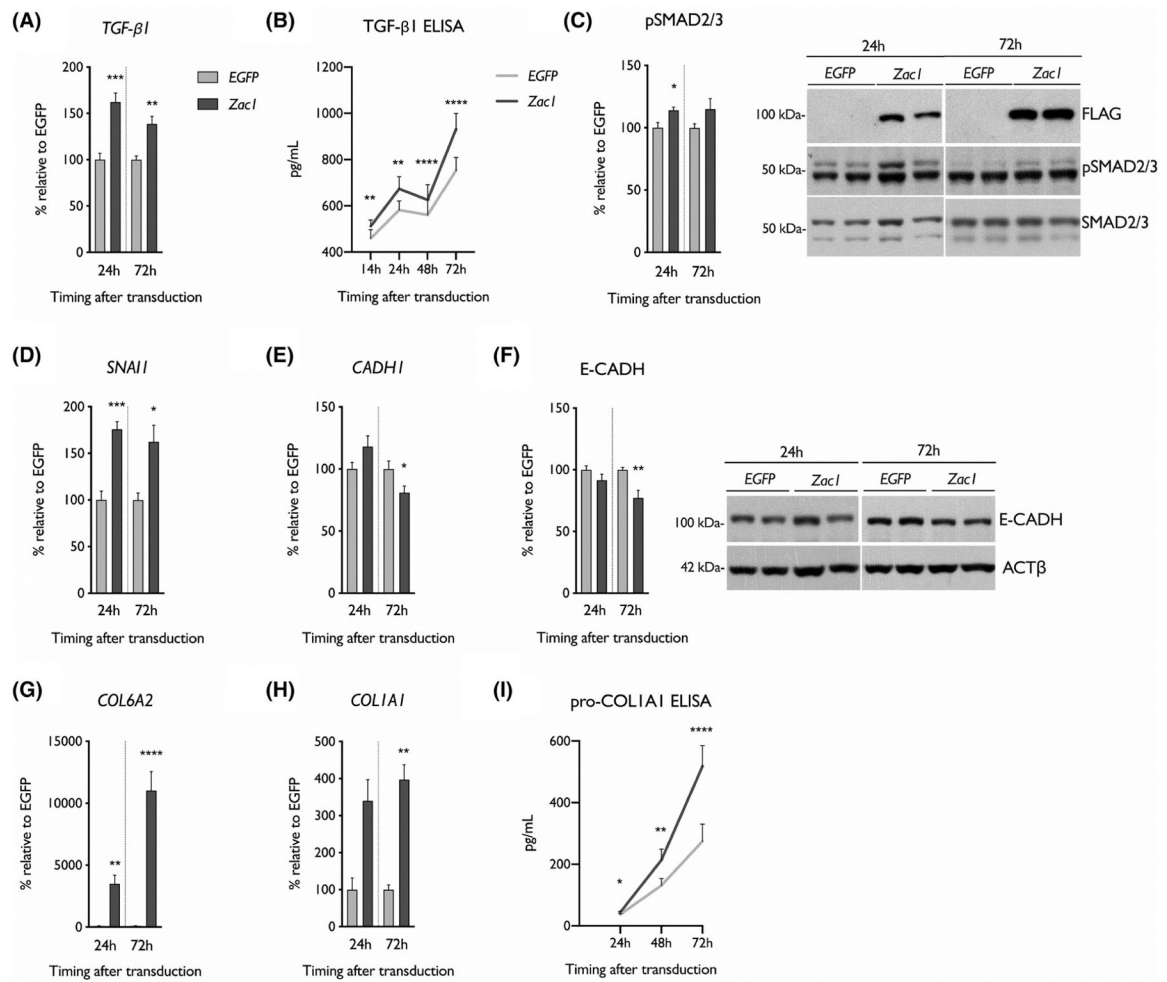 (A)
TGF-β1
% relative to EGFP
200
150
100
50
0
***
**
24h 72h
Timing after transduction
EGFP
Zac1
(B)
TGF-β1 ELISA
pg/mL
1200
1000
800
600
400
**
**
****
****
14h 24h 48h 72h
Timing after transduction
EGFP
Zac1
(C)
pSMAD2/3
% relative to EGFP
150
100
50
0
*
24h 72h
Timing after transduction
24h 72h
EGFP Zac1 EGFP Zac1
100 kDa- FLAG
50 kDa- pSMAD2/3
50 kDa- SMAD2/3
(D)
SNAI1
% relative to EGFP
200
150
100
50
0
***
*
24h 72h
Timing after transduction
(E)
CADH1
% relative to EGFP
150
100
50
0
*
24h 72h
Timing after transduction
(F)
E-CADH
% relative to EGFP
150
100
50
0
**
24h 72h
Timing after transduction
24h 72h
EGFP Zac1 EGFP Zac1
100 kDa- E-CADH
42 kDa- ACTβ
(G)
COL6A2
% relative to EGFP
15000
10000
5000
0
**
****
24h 72h
Timing after transduction
(H)
COL1A1
% relative to EGFP
500
400
300
200
100
0
**
24h 72h
Timing after transduction
(I)
pro-COL1A1 ELISA
pg/mL
600
400
200
0
*
**
****
24h 48h 72h
Timing after transduction